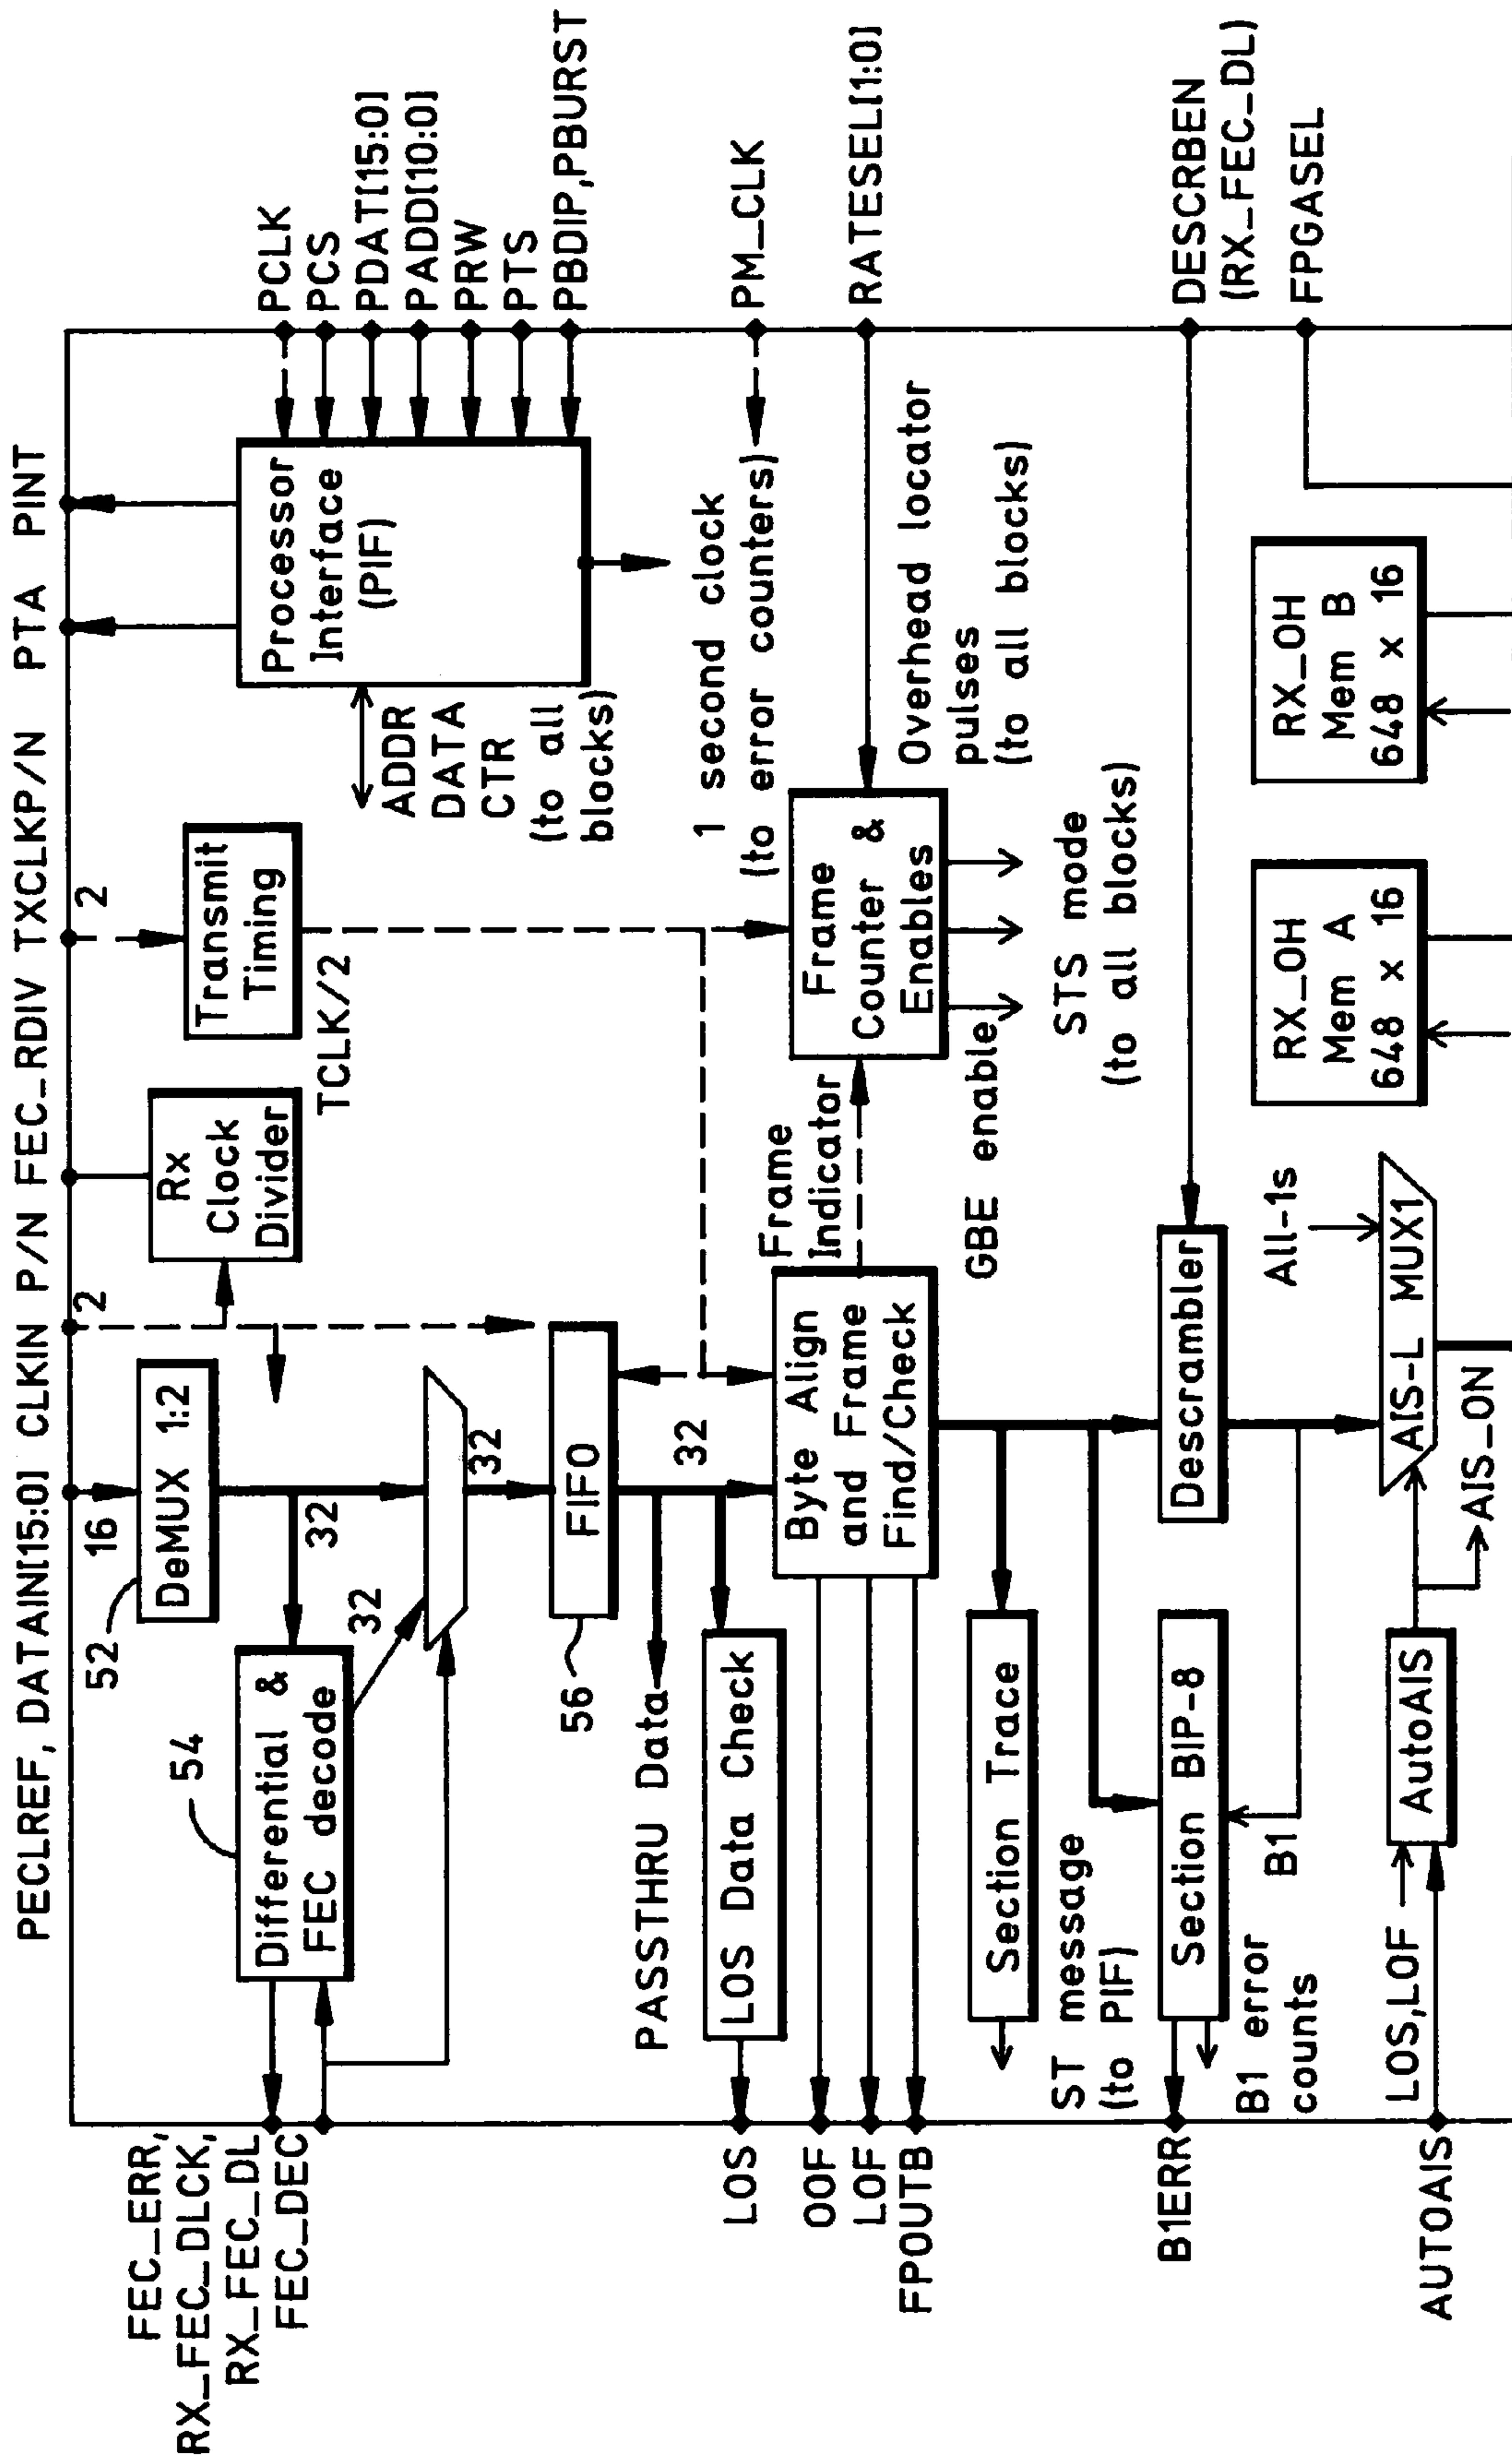 PECLREF, DATAIN[15:0] CLKIN P/N FEC_RDIV TXCLKP/N PTA PINT
16
2
2
52
DeMUX 1:2
Rx
Clock
Divider
Transmit
Timing
TCLK/2
Processor
Interface
(PIF)
PCLK
PCS
PDAT[15:0]
PADD[10:0]
PRW
PTS
PBDIP,PBURST
ADDR
DATA
CTR
(to all
blocks)
54
Differential &
FEC decode
32
32
32
FEC_ERR,
RX_FEC_DLCK,
RX_FEC_DL
FEC_DEC
FIFO
56
PASSTHRU Data
32
1 second clock
(to error counters)
PM_CLK
LOS Data Check
LOS
Byte Align
and Frame
Find/Check
Frame
Indicator
Frame
Counter &
Enables
RATESEL[1:0]
Overhead locator
pulses
(to all blocks)
OOF
LOF
FPOUTB
GBE enable
STS mode
(to all blocks)
Section Trace
ST message
(to PIF)
Descrambler
DESCRBEN
(RX_FEC_DL)
FPGASEL
Section BIP-8
B1
B1ERR
B1 error
counts
All-1s
AIS-L MUX1
RX_OH
Mem A
648 x 16
RX_OH
Mem B
648 x 16
LOS,LOF
AutoAIS
AIS_ON
AUTOAIS